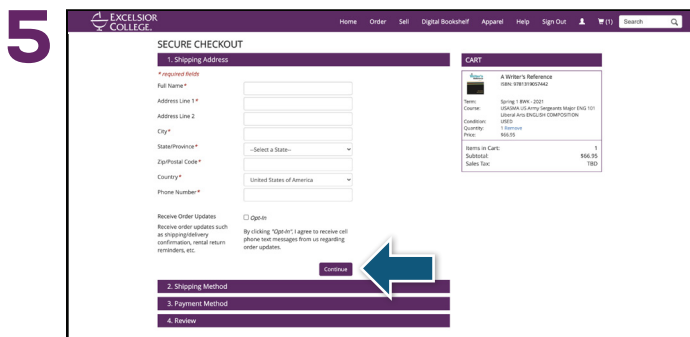 5
EXCELSIOR
COLLEGE.
Home Order Sell Digital Bookshelf Apparel Help Sign Out (1) Search
SECURE CHECKOUT
1. Shipping Address
* required fields
Full Name*
Address Line 1*
Address Line 2
City*
State/Province* --Select a State--
Zip/Postal Code*
Country* United States of America
Phone Number*
Receive Order Updates Opt-In
Receive order updates such
as shipping/delivery
confirmation, rental return
reminders, etc.
By clicking "Opt-In", I agree to receive cell
phone text messages from us regarding
order updates.
Continue
2. Shipping Method
3. Payment Method
4. Review
CART
A Writer's Reference
ISBN: 9781319057442
Term: Spring 1 8WK - 2021
Course: USASMA US Army Sergeants Major ENG 101
Liberal Arts ENGLISH COMPOSITION
Condition: USED
Quantity: 1 Remove
Price: $66.95
Items in Cart: 1
Subtotal: $66.95
Sales Tax: TBD